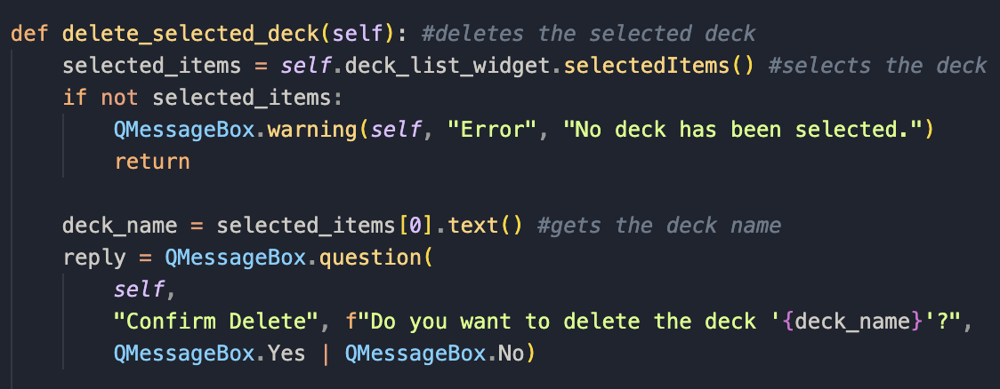 def delete_selected_deck(self): #deletes the selected deck
    selected_items = self.deck_list_widget.selectedItems() #selects the deck
    if not selected_items:
        QMessageBox.warning(self, "Error", "No deck has been selected.")
        return

    deck_name = selected_items[0].text() #gets the deck name
    reply = QMessageBox.question(
        self,
        "Confirm Delete", f"Do you want to delete the deck '{deck_name}'?",
        QMessageBox.Yes | QMessageBox.No)